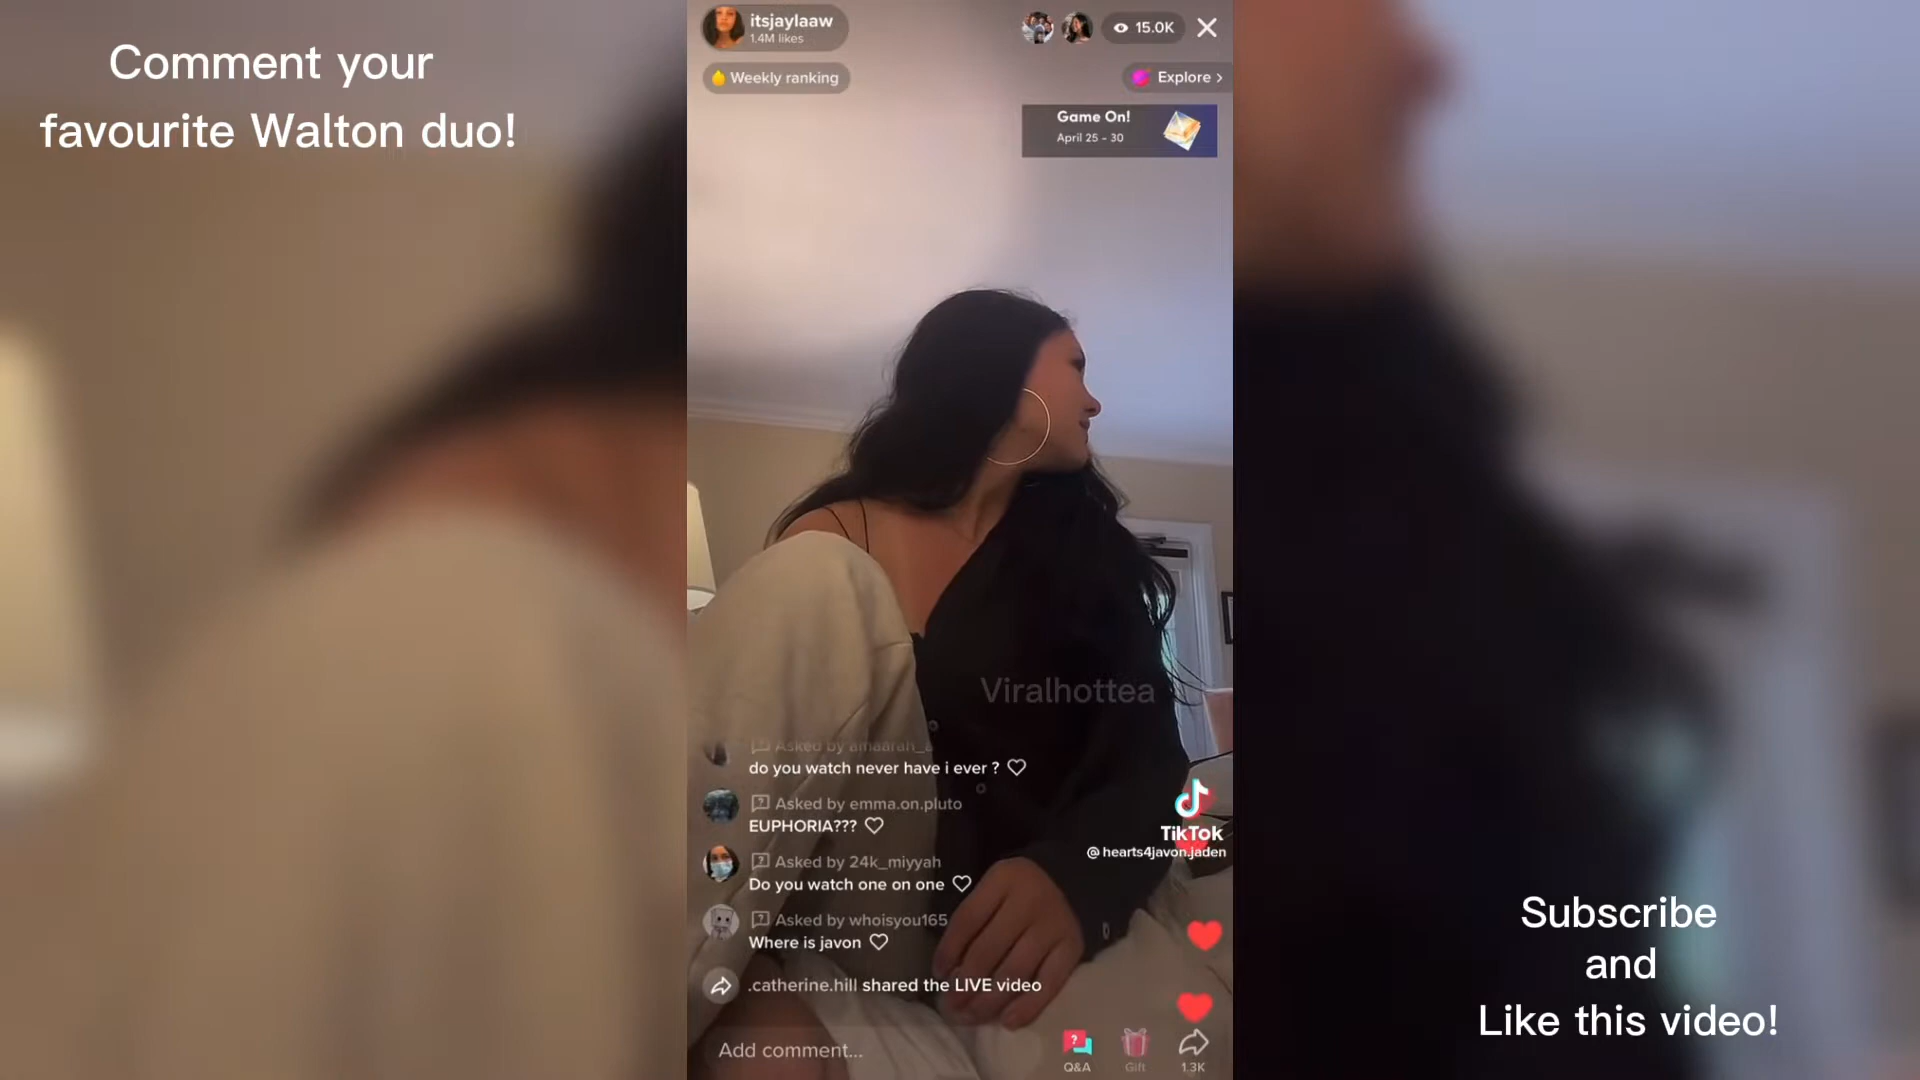 Comment your
favourite Walton duo!
itsjaylaaw
1.4M likes
15.0K
Weekly ranking
Explore >
Game On!
April 25 - 30
Viralhottea
Asked by amaarah_a
do you watch never have i ever ?
Asked by emma.on.pluto
EUPHORIA???
Asked by 24k_miyyah
Do you watch one on one
Asked by whoisyou165
Where is javon
.catherine.hill shared the LIVE video
TikTok
@hearts4javon.jaden
Add comment...
Q&A
Gift
1.3K
Subscribe
and
Like this video!